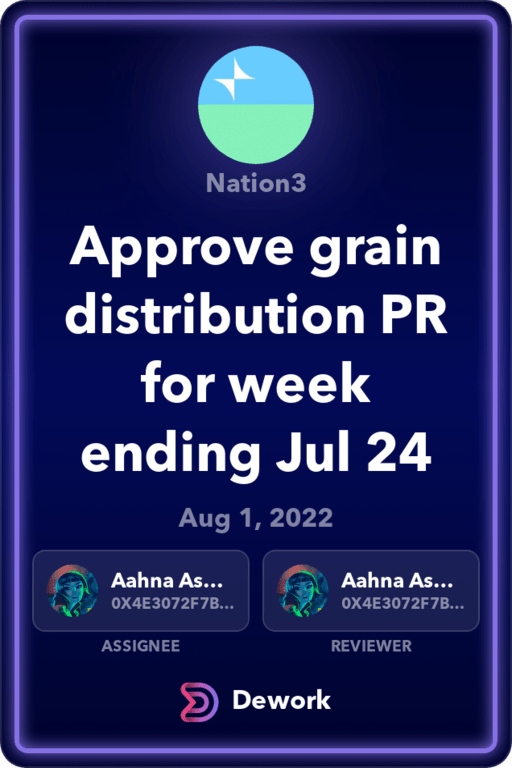 Nation3
Approve grain
distribution PR
for week
ending Jul 24
Aug 1, 2022
Aahna As...
0X4E3072F7B...
ASSIGNEE
Aahna As...
0X4E3072F7B...
REVIEWER
Dework